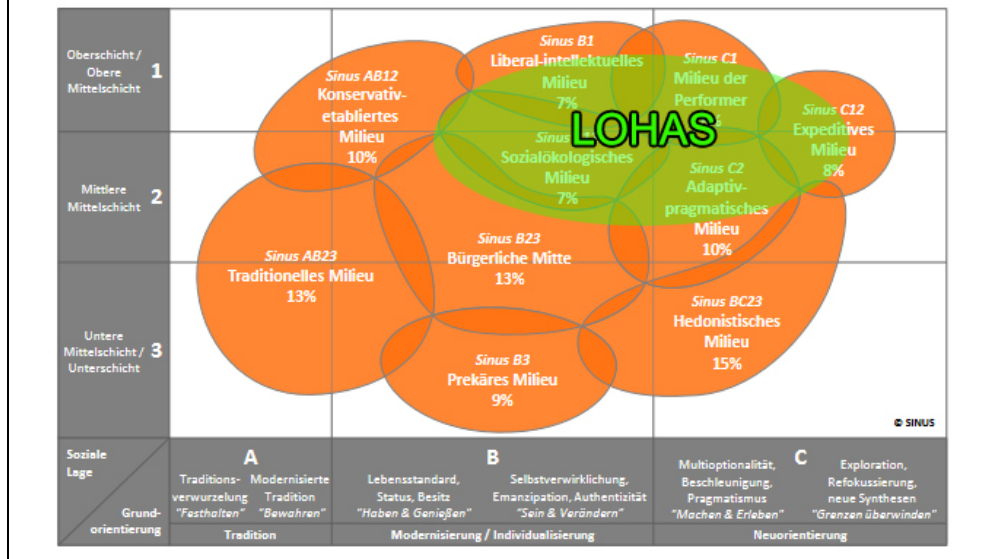 Oberschicht /
Obere
Mittelschicht
1
Sinus AB12
Konservativ-
etabliertes
Milieu
10%
Sinus B1
Liberal-intellektuelles
Milieu
7%
Sinus C1
Milieu der
Performer
Sinus C12
Expeditives
Milieu
8%
LOHAS
Mittlere
Mittelschicht
2
Sinus
Sozialökologisches
Milieu
7%
Sinus C2
Adaptiv-
pragmatisches
Milieu
10%
Sinus AB23
Traditionelles Milieu
13%
Sinus B23
Bürgerliche Mitte
13%
Untere
Mittelschicht /
Unterschicht
3
Sinus B3
Prekäres Milieu
9%
Sinus BC23
Hedonistisches
Milieu
15%
© SINUS
Soziale
Lage
Grund-
orientierung
A
Traditions-
verwurzelung
"Festhalten"
Modernisierte
Tradition
"Bewahren"
B
Lebensstandard,
Status, Besitz
"Haben & Genießen"
Selbstverwirklichung,
Emanzipation, Authentizität
"Sein & Verändern"
C
Multioptionalität,
Beschleunigung,
Pragmatismus
"Machen & Erleben"
Exploration,
Refokussierung,
neue Synthesen
"Grenzen überwinden"
Tradition
Modernisierung / Individualisierung
Neuorientierung